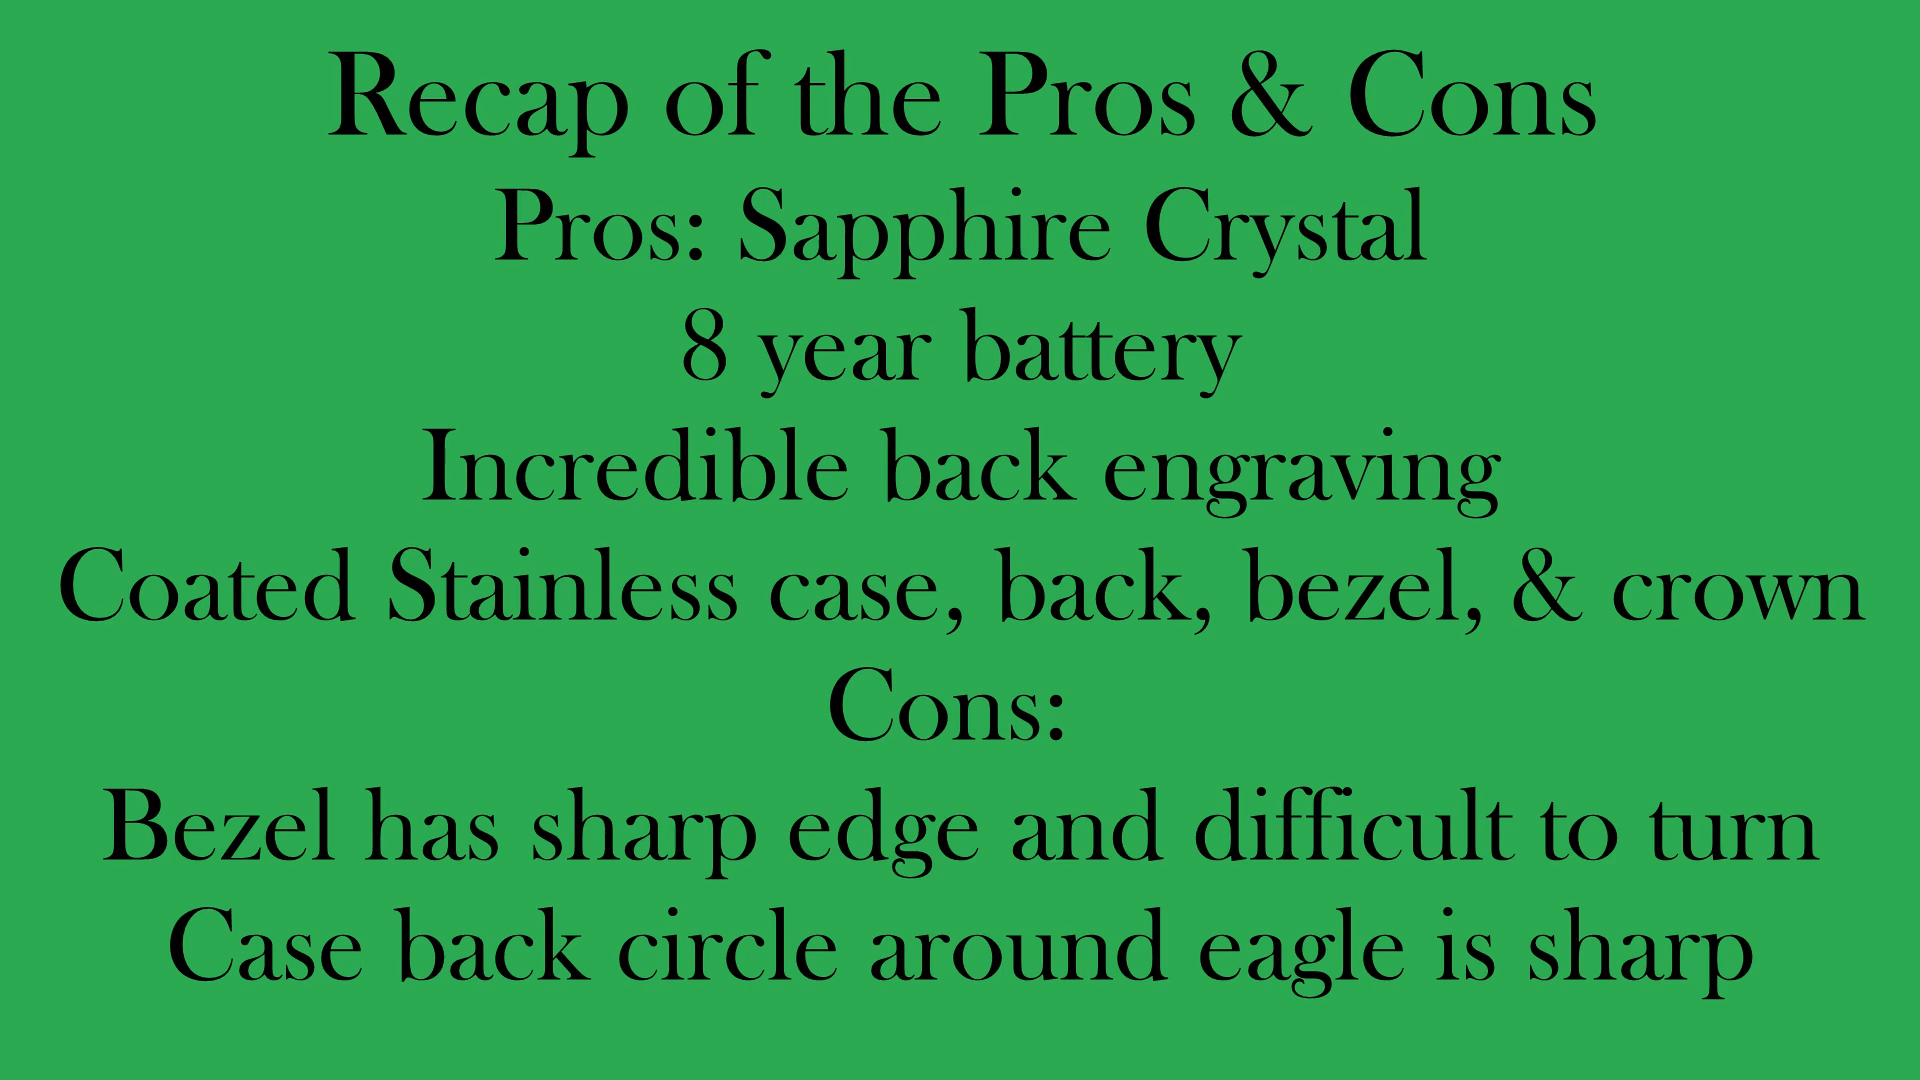 Recap of the Pros & Cons
Pros: Sapphire Crystal
8 year battery
Incredible back engraving
Coated Stainless case, back, bezel, & crown
Cons:
Bezel has sharp edge and difficult to turn
Case back circle around eagle is sharp